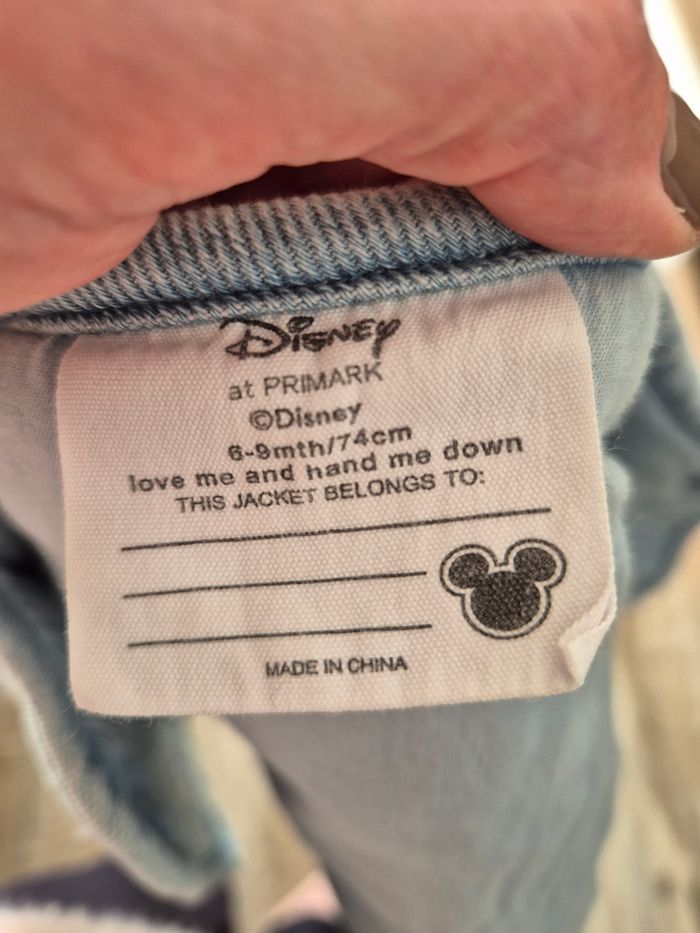 Disney
at PRIMARK
©Disney
6-9mth/74cm
love me and hand me down
THIS JACKET BELONGS TO:
MADE IN CHINA